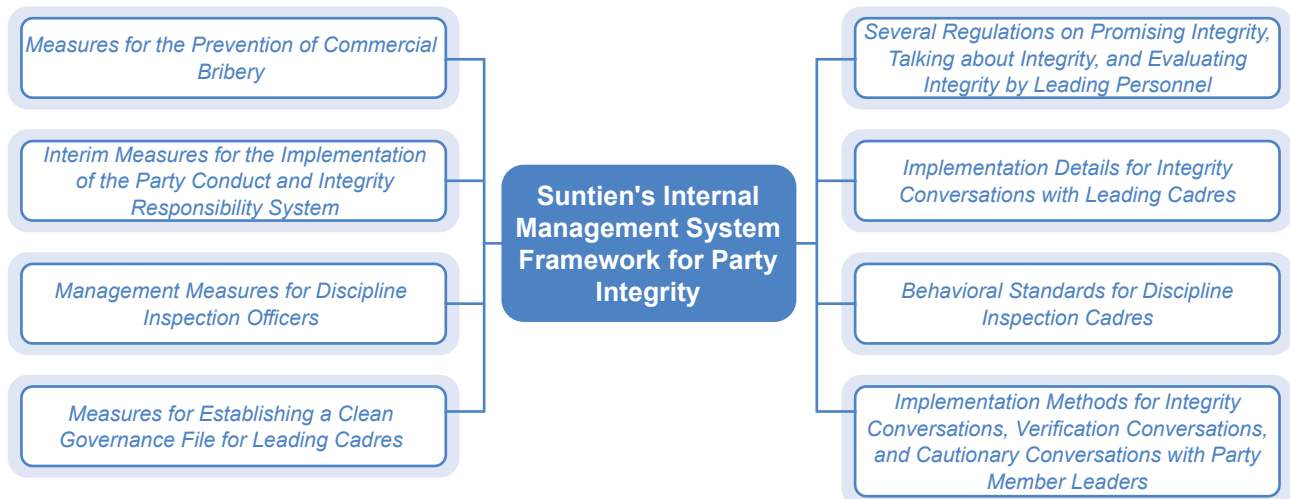 Measures for the Prevention of Commercial
Bribery
Interim Measures for the Implementation
of the Party Conduct and Integrity
Responsibility System
Management Measures for Discipline
Inspection Officers
Measures for Establishing a Clean
Governance File for Leading Cadres
Suntien's Internal
Management System
Framework for Party
Integrity
Several Regulations on Promising Integrity,
Talking about Integrity, and Evaluating
Integrity by Leading Personnel
Implementation Details for Integrity
Conversations with Leading Cadres
Behavioral Standards for Discipline
Inspection Cadres
Implementation Methods for Integrity
Conversations, Verification Conversations,
and Cautionary Conversations with Party
Member Leaders